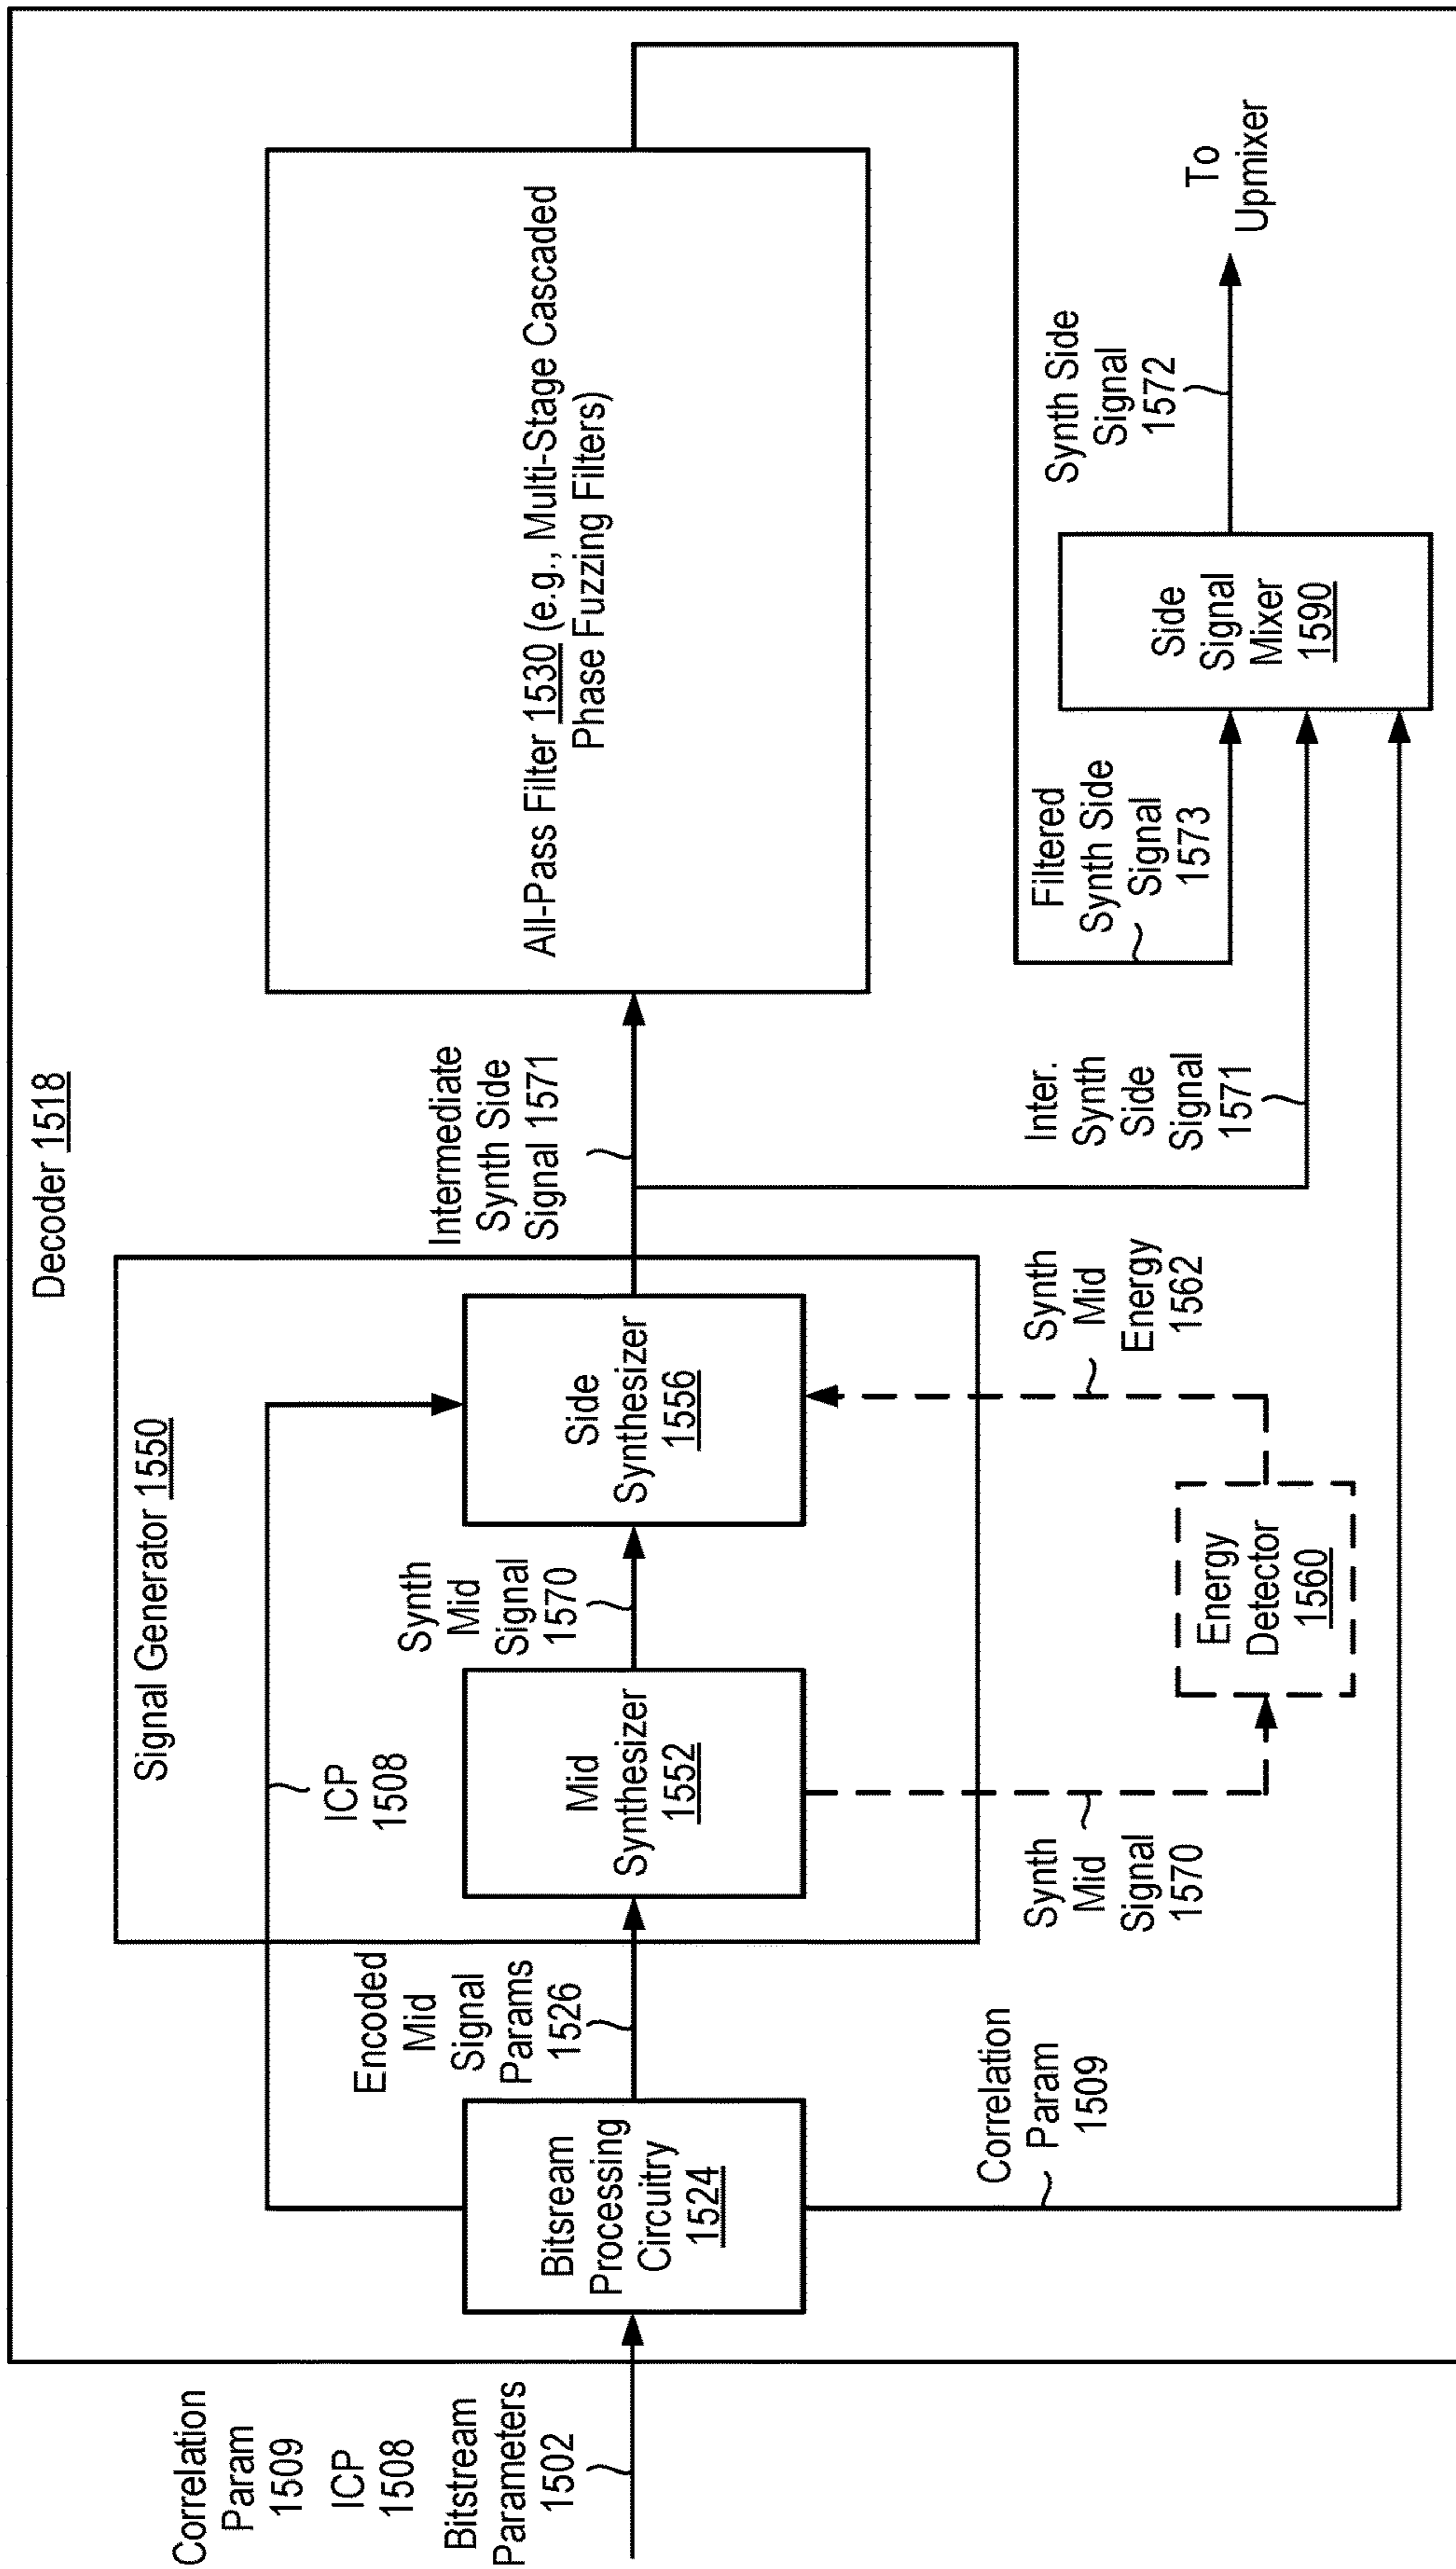 Decoder 1518
Correlation
Param
1509
ICP
1508
Bitstream
Parameters
1502
Bitsream
Processing
Circuitry
1524
Encoded
Mid
Signal
Params
1526
Correlation
Param
1509
Signal Generator 1550
ICP
1508
Mid
Synthesizer
1552
Synth
Mid
Signal
1570
Side
Synthesizer
1556
Synth
Mid
Signal
1570
Energy
Detector
1560
Synth
Mid
Energy
1562
Intermediate
Synth Side
Signal 1571
Inter.
Synth
Side
Signal
1571
All-Pass Filter 1530 (e.g., Multi-Stage Cascaded
Phase Fuzzing Filters)
Filtered
Synth Side
Signal
1573
Side
Signal
Mixer
1590
Synth Side
Signal
1572
To
Upmixer